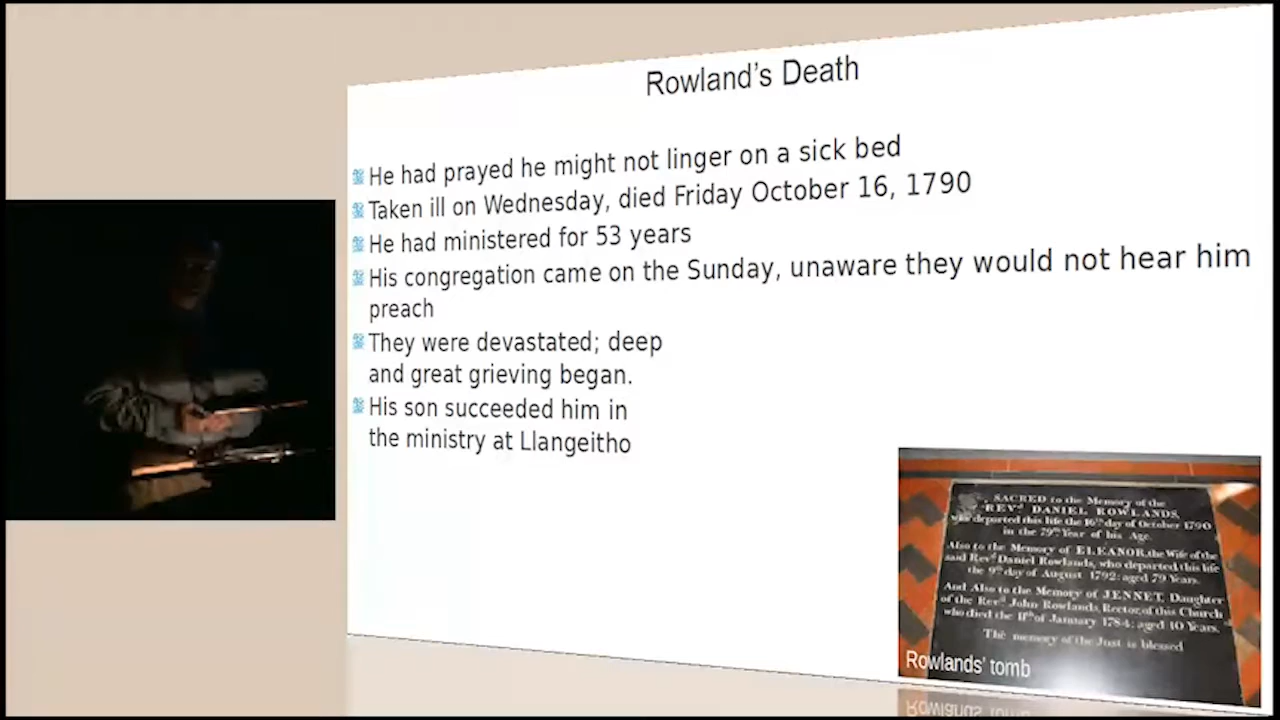 Rowland's Death
He had prayed he might not linger on a sick bed
Taken ill on Wednesday, died Friday October 16, 1790
He had ministered for 53 years
His congregation came on the Sunday, unaware they would not hear him
preach
They were devastated; deep
and great grieving began.
His son succeeded him in
the ministry at Llangeitho
SACRED to the Memory of the
REVᵈ DANIEL ROWLANDS,
who departed this life the 16ᵗʰ day of October 1790
in the 79ᵗʰ Year of his Age.
Also to the Memory of ELEANOR, the Wife of the
said Revᵈ Daniel Rowlands, who departed this life
the 9ᵗʰ day of August 1792: aged 79 Years.
And Also to the Memory of JENNET, Daughter
of the Revᵈ John Rowlands, Rector, of this Church
who died the 11ᵗʰ of January 1784: aged 10 Years.
The memory of the Just is blessed
Rowlands' tomb